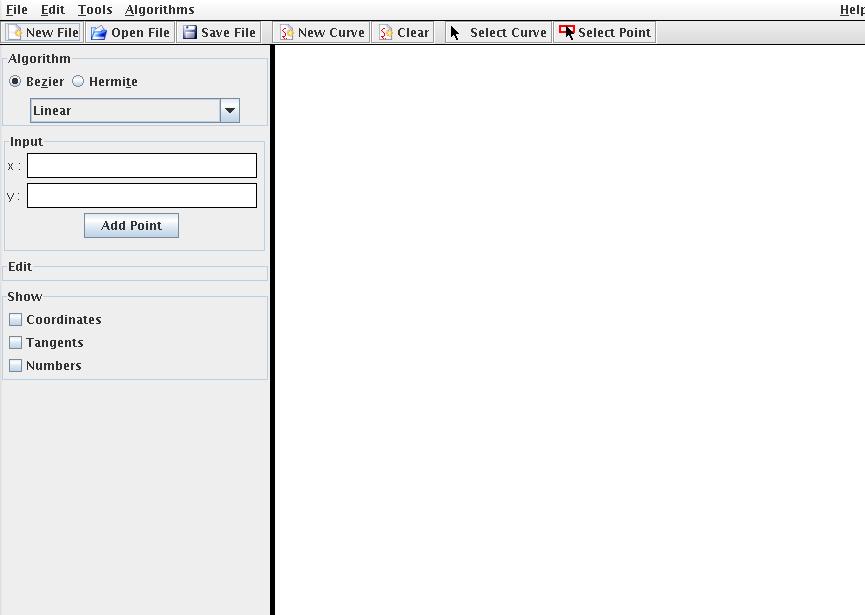 File Edit Tools Algorithms Help
New File Open File Save File New Curve Clear Select Curve Select Point
Algorithm
Bezier Hermite
Linear
Input
x :
y :
Add Point
Edit
Show
Coordinates
Tangents
Numbers